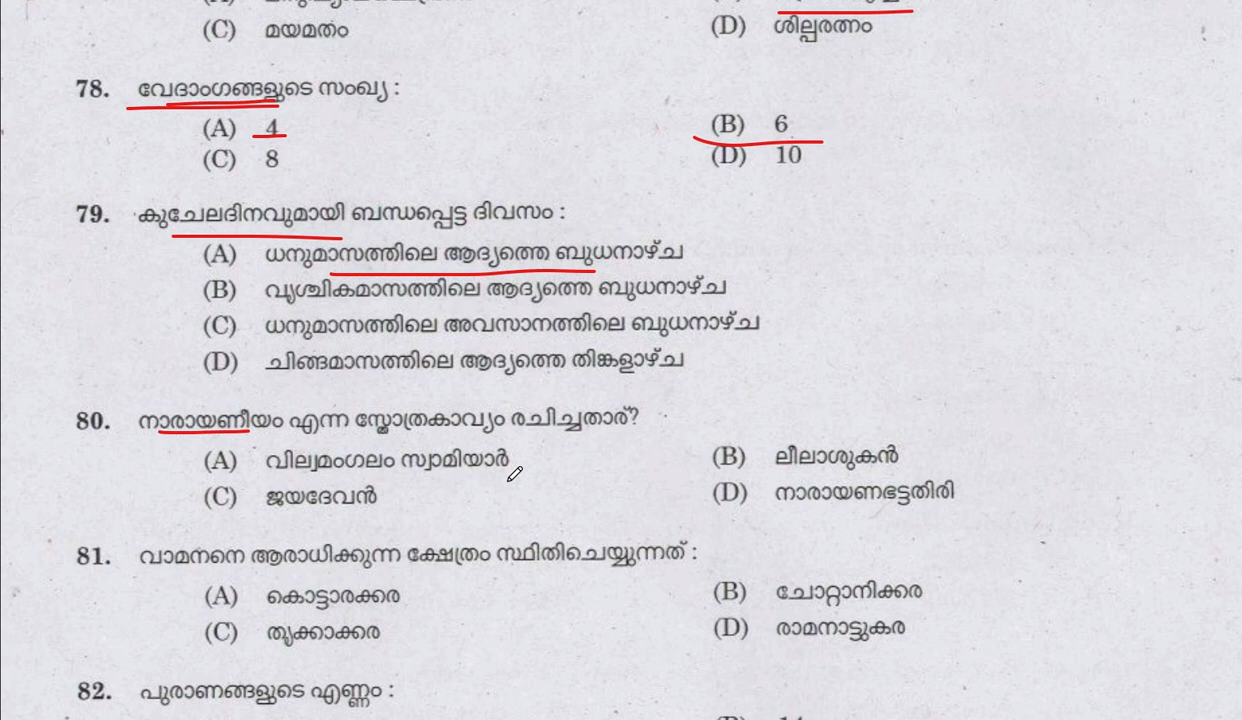 (C) മയമതം (D) ശില്പരത്നം
78. വേദാംഗങ്ങളുടെ സംഖ്യ :
(A) 4 (B) 6
(C) 8 (D) 10
79. കുചേലദിനവുമായി ബന്ധപ്പെട്ട ദിവസം :
(A) ധനുമാസത്തിലെ ആദ്യത്തെ ബുധനാഴ്ച
(B) വൃശ്ചികമാസത്തിലെ ആദ്യത്തെ ബുധനാഴ്ച
(C) ധനുമാസത്തിലെ അവസാനത്തിലെ ബുധനാഴ്ച
(D) ചിങ്ങമാസത്തിലെ ആദ്യത്തെ തിങ്കളാഴ്ച
80. നാരായണീയം എന്ന സ്തോത്രകാവ്യം രചിച്ചതാര്?
(A) വില്വമംഗലം സ്വാമിയാർ (B) ലീലാശുകൻ
(C) ജയദേവൻ (D) നാരായണഭട്ടതിരി
81. വാമനനെ ആരാധിക്കുന്ന ക്ഷേത്രം സ്ഥിതിചെയ്യുന്നത് :
(A) കൊട്ടാരക്കര (B) ചോറ്റാനിക്കര
(C) തൃക്കാക്കര (D) രാമനാട്ടുകര
82. പുരാണങ്ങളുടെ എണ്ണം :